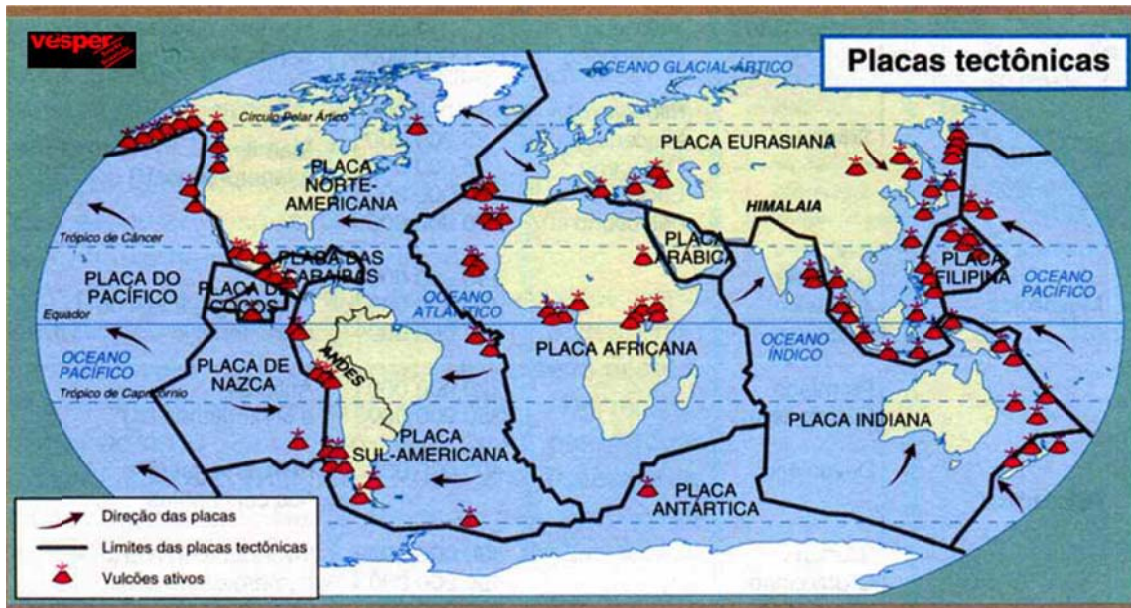 vesper
Placas tectônicas
OCEANO GLACIAL ÁRTICO
Círculo Polar Ártico
PLACA EURASIANA
PLACA
NORTE-
AMERICANA
HIMALAIA
Trópico de Câncer
PLACA
ARÁBICA
PLACA DAS
CARAÍBAS
PLACA DO
PACÍFICO
PLACA DE
COCOS
OCEANO
ATLÂNTICO
PLACA
FILIPINA
OCEANO
PACÍFICO
Equador
PLACA AFRICANA
OCEANO
ÍNDICO
OCEANO
PACÍFICO
PLACA DE
NAZCA
ANDES
Trópico de Capricórnio
PLACA
SUL-AMERICANA
PLACA INDIANA
PLACA
ANTÁRTICA
Direção das placas
Limites das placas tectônicas
Vulcões ativos